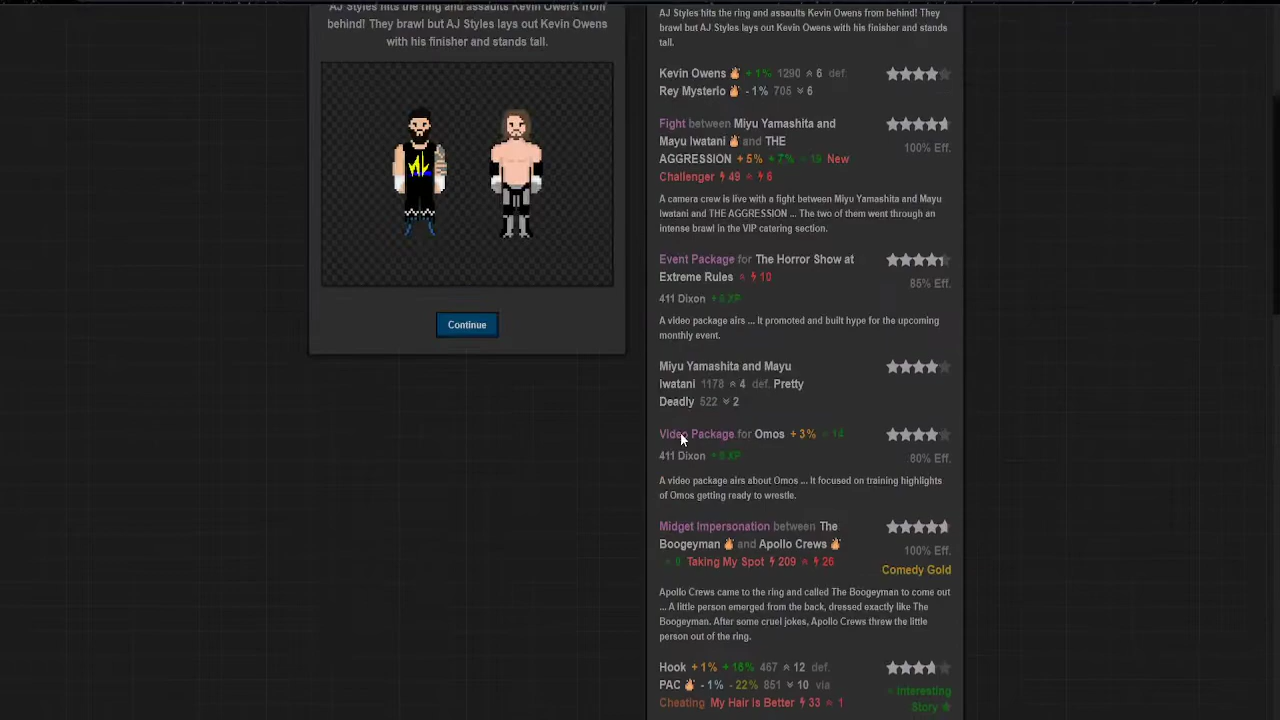 AJ Styles hits the ring and assaults Kevin Owens from
behind! They brawl but AJ Styles lays out Kevin Owens
with his finisher and stands tall.
Continue
AJ Styles hits the ring and assaults Kevin Owens from behind! They
brawl but AJ Styles lays out Kevin Owens with his finisher and stands
tall.
Kevin Owens + 1% 1290 6 def.
Rey Mysterio - 1% 705 6
Fight between Miyu Yamashita and
Mayu Iwatani and THE
AGGRESSION + 5% + 7% 19 New
Challenger 49 6
100% Eff.
A camera crew is live with a fight between Miyu Yamashita and Mayu
Iwatani and THE AGGRESSION ... The two of them went through an
intense brawl in the VIP catering section.
Event Package for The Horror Show at
Extreme Rules 10
85% Eff.
411 Dixon
A video package airs ... It promoted and built hype for the upcoming
monthly event.
Miyu Yamashita and Mayu
Iwatani 1178 4 def. Pretty
Deadly 522 2
Video Package for Omos + 3% 14
411 Dixon
80% Eff.
A video package airs about Omos ... It focused on training highlights
of Omos getting ready to wrestle.
Midget Impersonation between The
Boogeyman and Apollo Crews
Taking My Spot 209 26
100% Eff.
Comedy Gold
Apollo Crews came to the ring and called The Boogeyman to come out
... A little person emerged from the back, dressed exactly like The
Boogeyman. After some cruel jokes, Apollo Crews threw the little
person out of the ring.
Hook + 1% + 16% 467 12 def.
PAC - 1% - 22% 851 10 via
Cheating My Hair Is Better 33 1
Interesting
Story